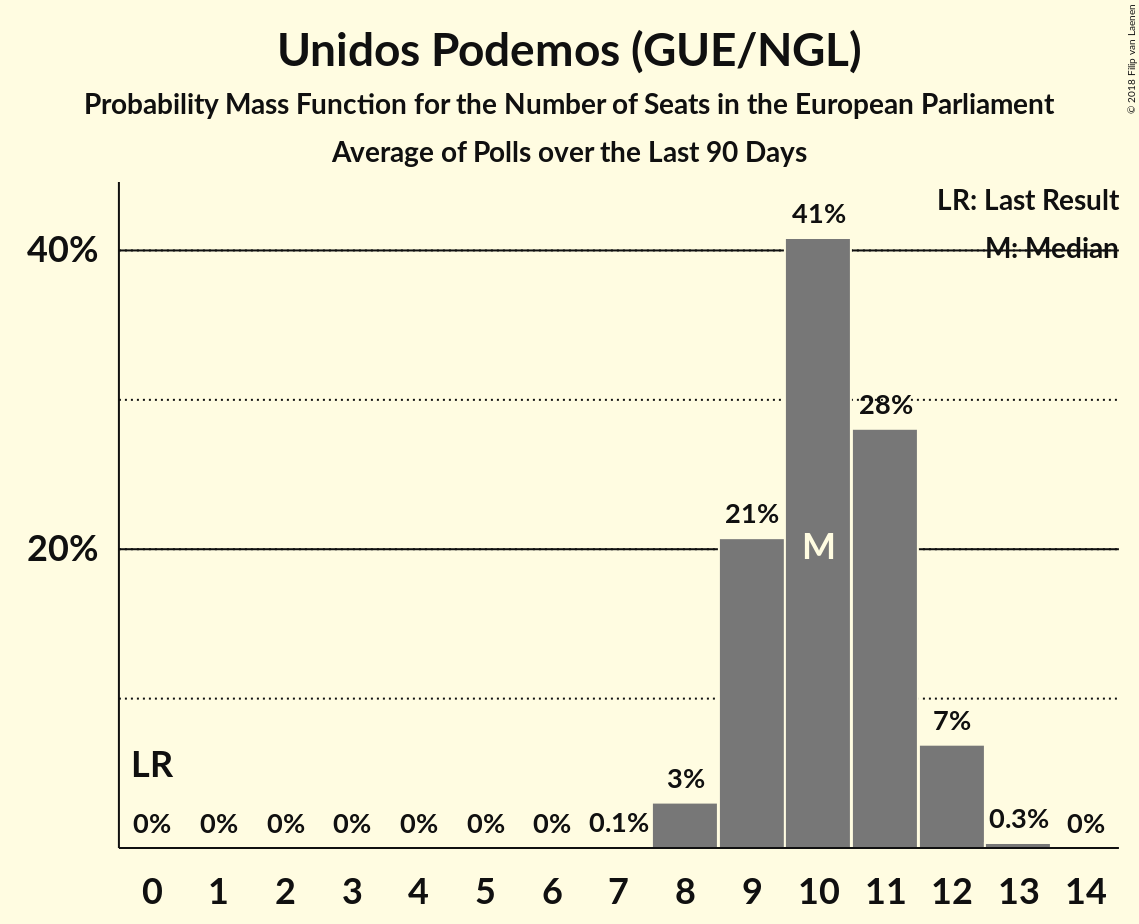 Unidos Podemos (GUE/NGL)
Probability Mass Function for the Number of Seats in the European Parliament
Average of Polls over the Last 90 Days
© 2018 Filip van Laenen
LR: Last Result
M: Median
41%
40%
28%
21%
M
20%
7%
LR
3%
0% 0% 0% 0% 0% 0% 0% 0.1% 0.3% 0%
0 1 2 3 4 5 6 7 8 9 10 11 12 13 14